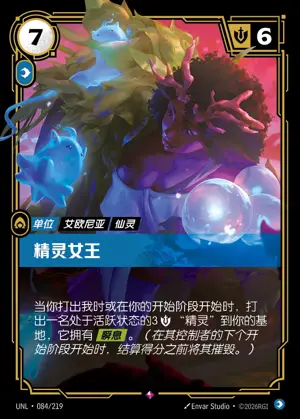 7
6
单位 艾欧尼亚 仙灵
精灵女王
当你打出我时或在你的开始阶段开始时,打
出一名处于活跃状态的3 “精灵”到你的基
地,它拥有 瞬息 。(在其控制者的下个开
始阶段开始时,结算得分之前将其摧毁。)
UNL • 084/219
Envar Studio • ©2026RGI